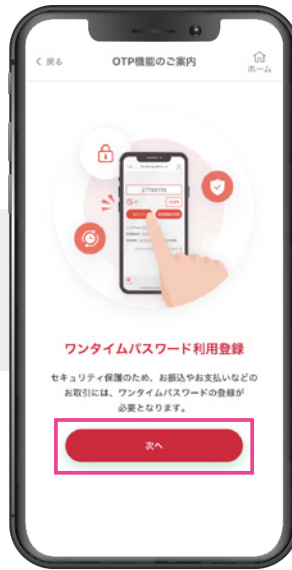 戻る OTP機能のご案内 ホーム
27768756
ワンタイムパスワード利用登録
セキュリティ保護のため、お振込やお支払いなどの
お取引には、ワンタイムパスワードの登録が
必要となります。
次へ